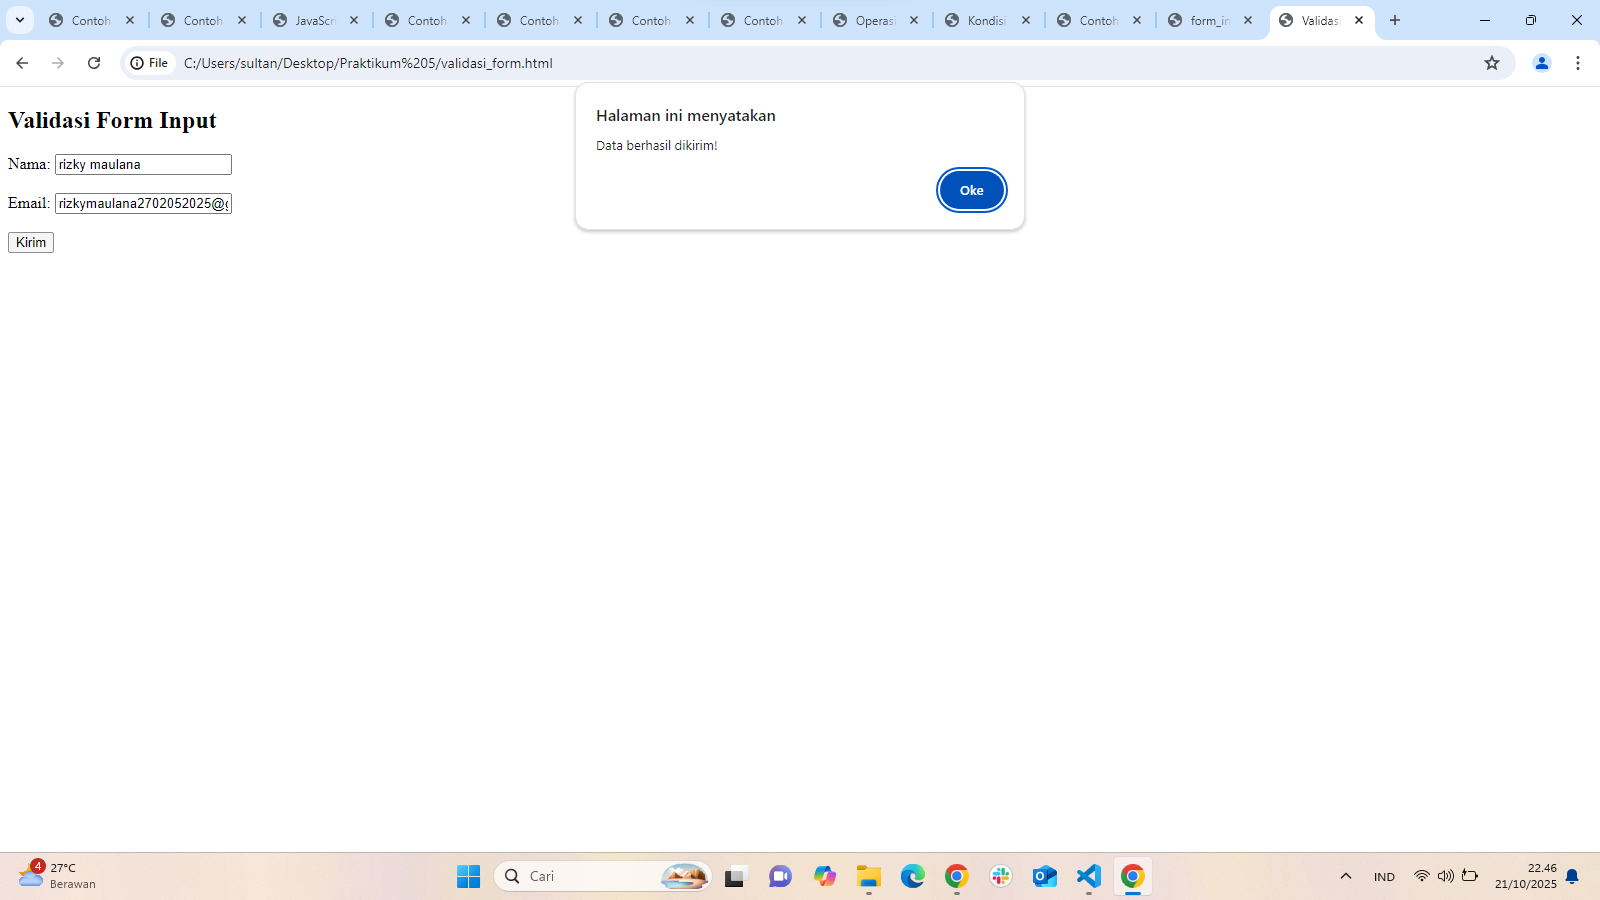 Contoh
Contoh
JavaScri
Contoh
Contoh
Contoh
Contoh
Operasi
Kondisi
Contoh
form_in
Validasi
File
C:/Users/sultan/Desktop/Praktikum%205/validasi_form.html
Halaman ini menyatakan
Data berhasil dikirim!
Oke
Validasi Form Input
Nama: rizky maulana
Email: rizkymaulana2702052025@g
Kirim
4
27°C
Berawan
Cari
IND
22.46
21/10/2025